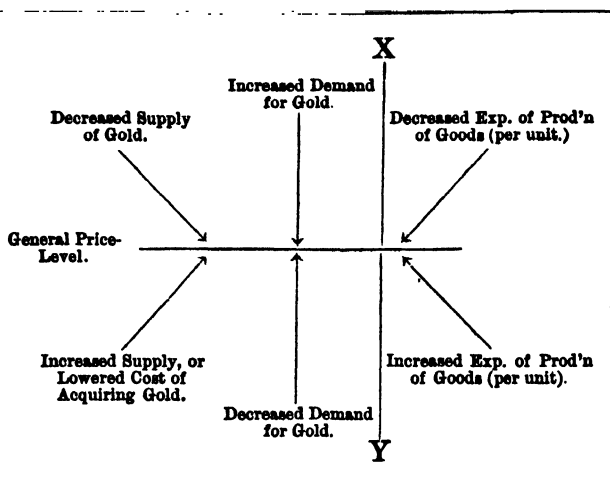 X
Increased Demand
for Gold.
Decreased Supply
of Gold.
Decreased Exp. of Prod'n
of Goods (per unit.)
General Price-
Level.
Increased Supply, or
Lowered Cost of
Acquiring Gold.
Increased Exp. of Prod'n
of Goods (per unit).
Decreased Demand
for Gold.
Y